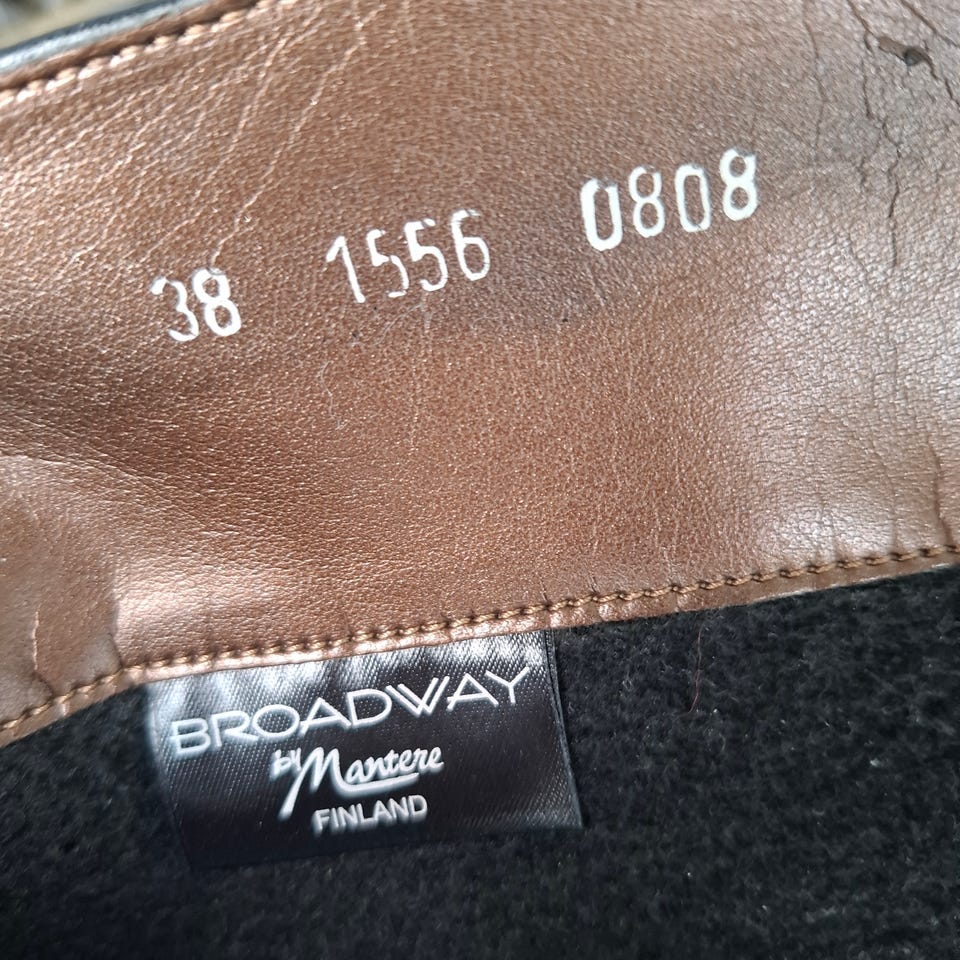 38 1556 0808
BROADWAY
by Mantere
FINLAND